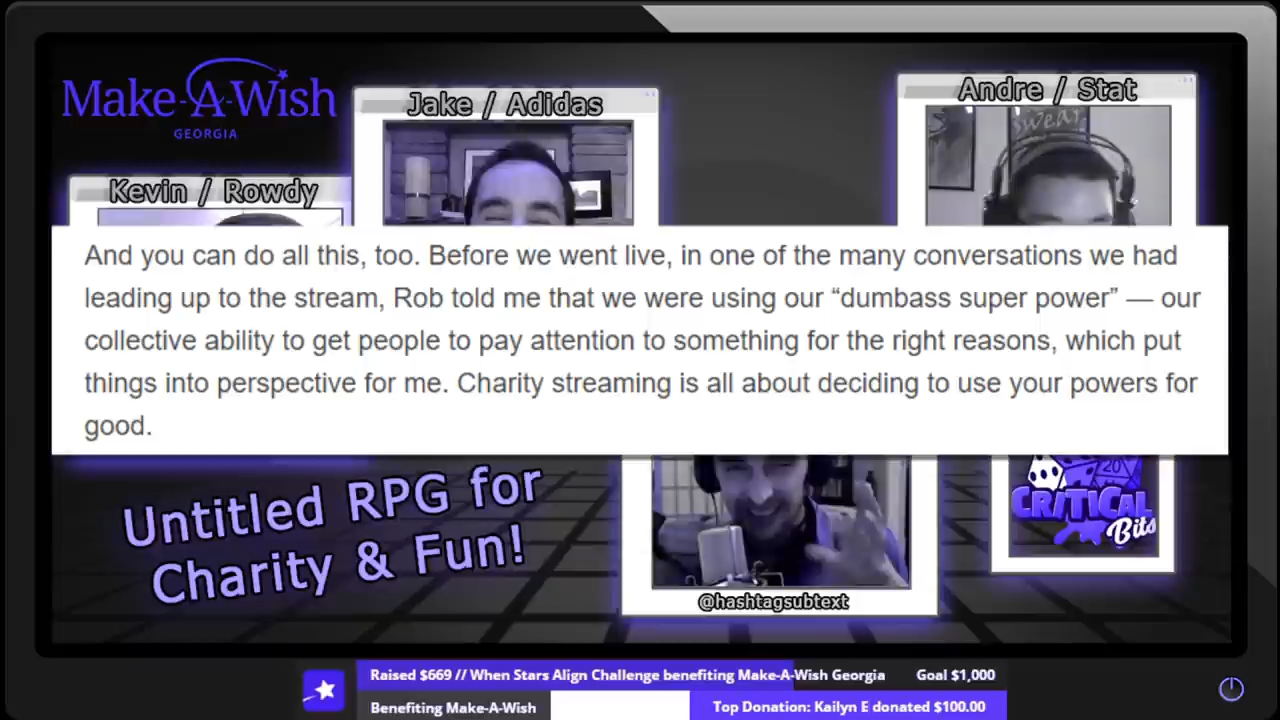 Make-A-Wish
GEORGIA
Jake / Adidas
Andre / Stat
swear
Kevin / Rowdy
And you can do all this, too. Before we went live, in one of the many conversations we had
leading up to the stream, Rob told me that we were using our “dumbass super power” — our
collective ability to get people to pay attention to something for the right reasons, which put
things into perspective for me. Charity streaming is all about deciding to use your powers for
good.
Untitled RPG for
Charity & Fun!
20
CRITICAL
Bits
@hashtagsubtext
Raised $669 // When Stars Align Challenge benefiting Make-A-Wish Georgia Goal $1,000
Benefiting Make-A-Wish
Top Donation: Kailyn E donated $100.00